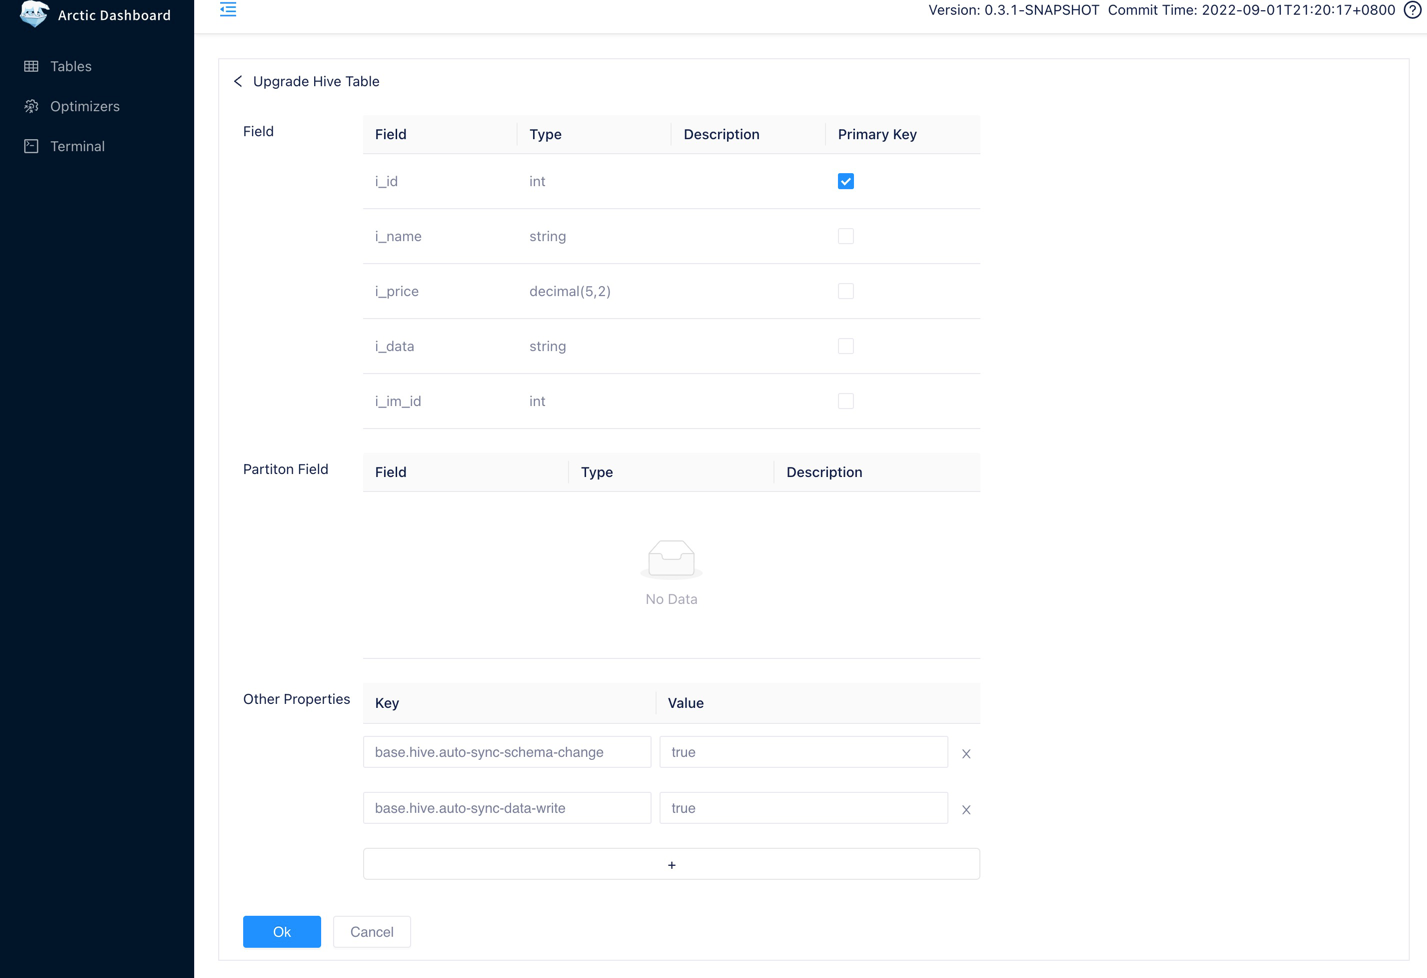 Arctic Dashboard
Version: 0.3.1-SNAPSHOT Commit Time: 2022-09-01T21:20:17+0800
Tables
Optimizers
Terminal
Upgrade Hive Table
Field
Field Type Description Primary Key
i_id int
i_name string
i_price decimal(5,2)
i_data string
i_im_id int
Partiton Field
Field Type Description
No Data
Other Properties
Key Value
base.hive.auto-sync-schema-change true X
base.hive.auto-sync-data-write true X
+
Ok Cancel